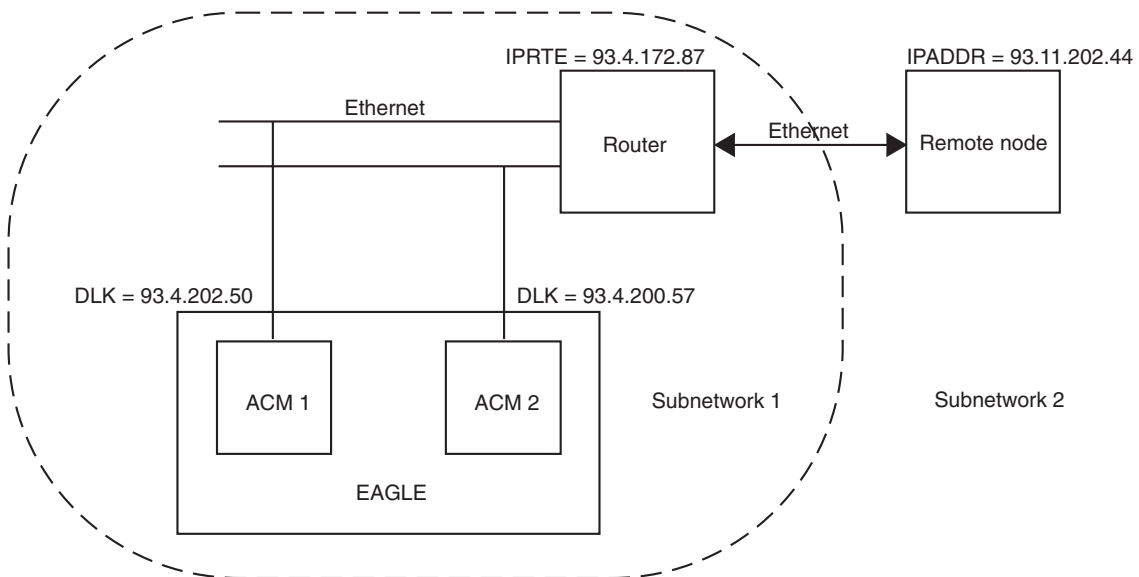 IPRTE = 93.4.172.87
IPADDR = 93.11.202.44
Ethernet
Router
Ethernet
Remote node
DLK = 93.4.202.50
DLK = 93.4.200.57
ACM 1
ACM 2
Subnetwork 1
Subnetwork 2
EAGLE